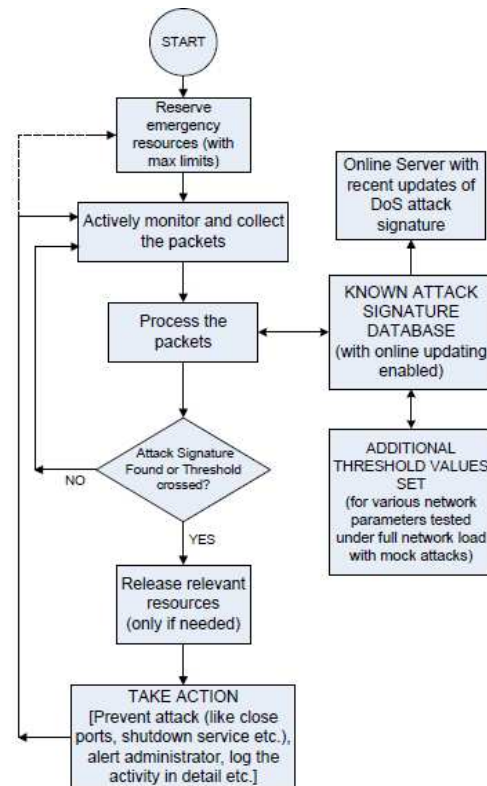 START
Reserve
emergency
resources (with
max limits)
Actively monitor and collect
the packets
Process the
packets
Attack Signature
Found or Threshold
crossed?
NO
YES
Release relevant
resources
(only if needed)
TAKE ACTION
[Prevent attack (like close
ports, shutdown service etc.),
alert administrator, log the
activity in detail etc.]
Online Server with
recent updates of
DoS attack
signature
KNOWN ATTACK
SIGNATURE
DATABASE
(with online updating
enabled)
ADDITIONAL
THRESHOLD VALUES
SET
(for various network
parameters tested
under full network load
with mock attacks)